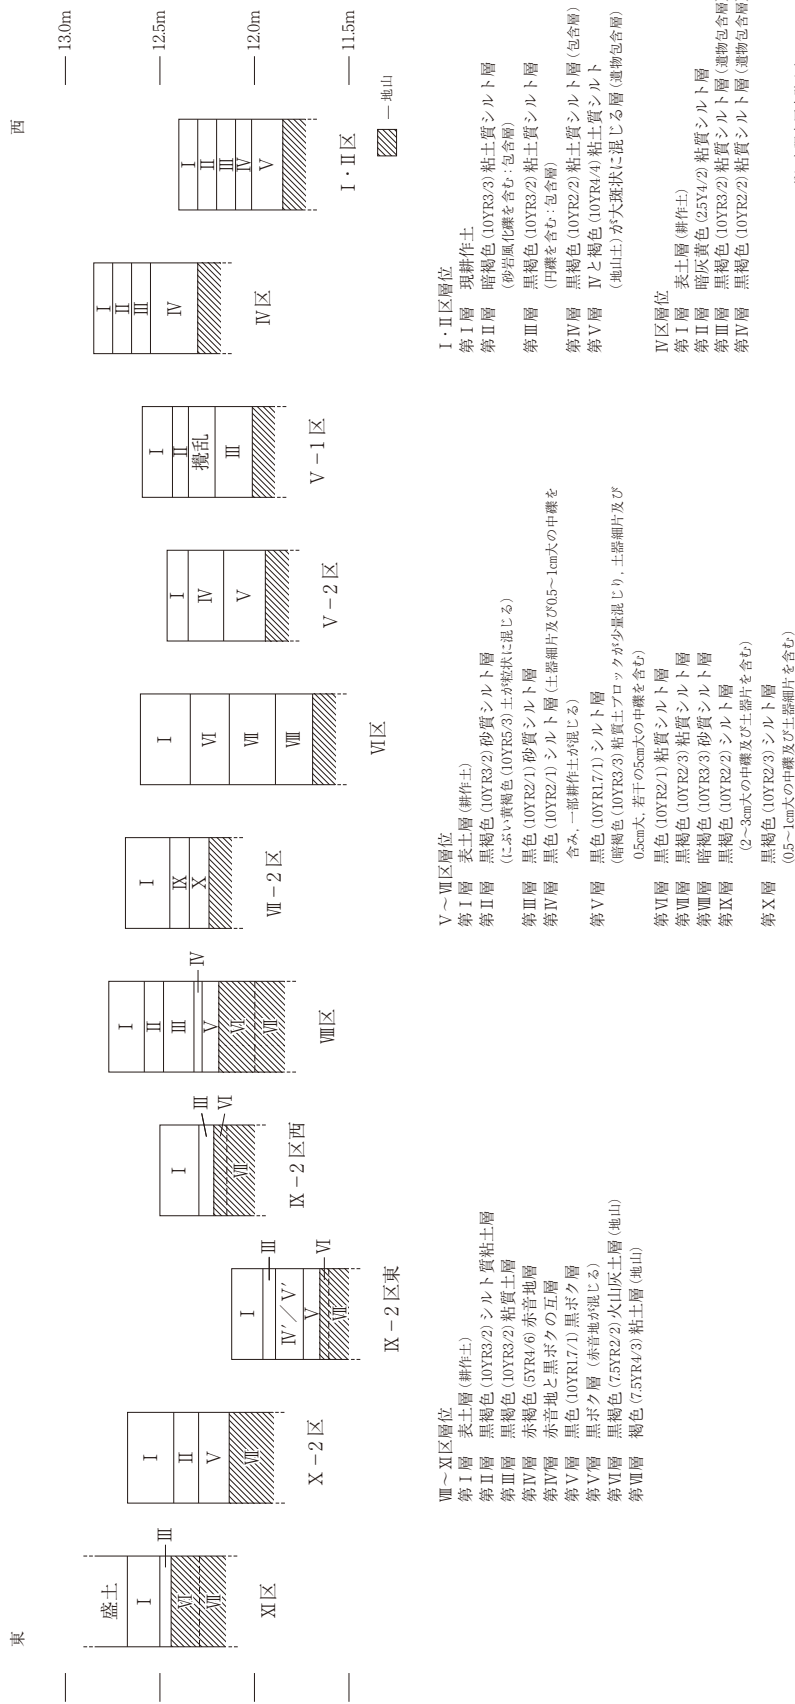 東
西
13.0m
12.5m
12.0m
11.5m
盛土
Ⅰ
Ⅲ
Ⅵ
Ⅶ
Ⅺ区
Ⅰ
Ⅱ
Ⅴ
Ⅶ
Ⅹ−2区
Ⅰ
Ⅲ
Ⅳ′／Ⅴ′
Ⅴ
Ⅵ
Ⅶ
Ⅸ−2区東
Ⅰ
Ⅲ
Ⅵ
Ⅶ
Ⅸ−2区西
Ⅰ
Ⅱ
Ⅲ
Ⅳ
Ⅴ
Ⅵ
Ⅶ
Ⅷ区
Ⅰ
Ⅸ
Ⅹ
Ⅶ−2区
Ⅰ
Ⅵ
Ⅶ
Ⅷ
Ⅵ区
Ⅰ
Ⅳ
Ⅴ
Ⅴ−2区
Ⅰ
Ⅱ
攪乱
Ⅲ
Ⅴ−1区
Ⅰ
Ⅱ
Ⅲ
Ⅳ
Ⅳ区
Ⅰ
Ⅱ
Ⅲ
Ⅳ
Ⅴ
Ⅰ・Ⅱ区
―地山
Ⅷ～Ⅺ区層位
第Ⅰ層 表土層(耕作土)
第Ⅱ層 黒褐色(10YR3/2)シルト質粘土層
第Ⅲ層 黒褐色(10YR3/2)粘質土層
第Ⅳ層 赤褐色(5YR4/6)赤音地層
第Ⅳ′層 赤音地と黒ボクの互層
第Ⅴ層 黒色(10YR1.7/1)黒ボク層
第Ⅴ′層 黒ボク層(赤音地が混じる)
第Ⅵ層 黒褐色(7.5YR2/2)火山灰土層(地山)
第Ⅶ層 褐色(7.5YR4/3)粘土層(地山)
Ⅴ～Ⅶ区層位
第Ⅰ層 表土層(耕作土)
第Ⅱ層 黒褐色(10YR3/2)砂質シルト層
(にぶい黄褐色(10YR5/3)土が粒状に混じる)
第Ⅲ層 黒色(10YR2/1)砂質シルト層
第Ⅳ層 黒色(10YR2/1)シルト層(土器細片及び0.5～1cm大の中礫を
含み，一部耕作土が混じる)
第Ⅴ層 黒色(10YR1.7/1)シルト層
(暗褐色(10YR3/3)粘質土ブロックが少量混じり，土器細片及び
0.5cm大，若干の5cm大の中礫を含む)
第Ⅵ層 黒色(10YR2/1)粘質シルト層
第Ⅶ層 黒褐色(10YR2/3)粘質シルト層
第Ⅷ層 暗褐色(10YR3/3)砂質シルト層
第Ⅸ層 黒褐色(10YR2/2)シルト層
(2～3cm大の中礫及び土器片を含む)
第Ⅹ層 黒褐色(10YR2/3)シルト層
(0.5～1cm大の中礫及び土器細片を含む)
Ⅰ・Ⅱ区層位
第Ⅰ層 現耕作土
第Ⅱ層 暗褐色(10YR3/3)粘土質シルト層
(砂岩風化礫を含む：包含層)
第Ⅲ層 黒褐色(10YR3/2)粘土質シルト層
(円礫を含む：包含層)
第Ⅳ層 黒褐色(10YR2/2)粘土質シルト層(包含層)
第Ⅴ層 Ⅳと褐色(10YR4/4)粘土質シルト
(地山土)が大斑状に混じる層(遺物包含層)
Ⅳ区層位
第Ⅰ層 表土層(耕作土)
第Ⅱ層 暗灰黄色(2.5Y4/2)粘質シルト層
第Ⅲ層 黒褐色(10YR3/2)粘質シルト層(遺物包含層)
第Ⅳ層 黒褐色(10YR2/2)粘質シルト層(遺物包含層)